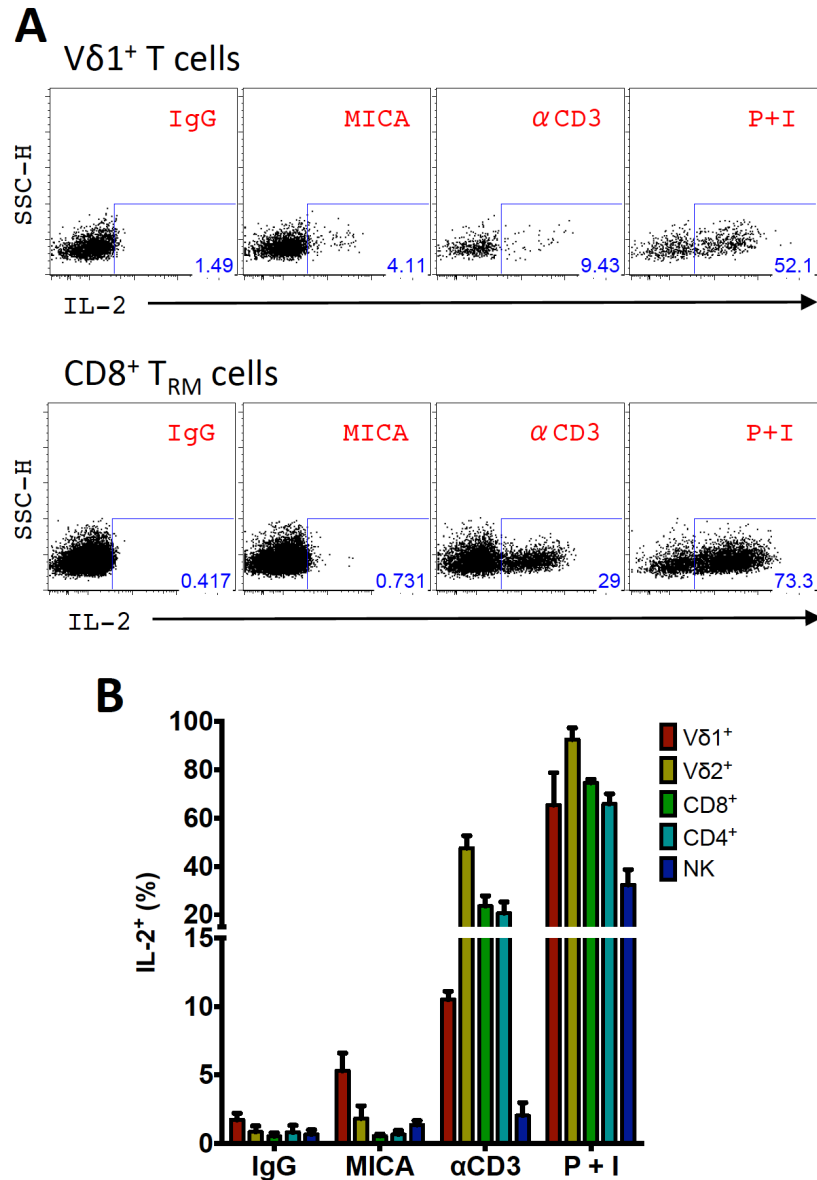 A
Vδ1⁺ T cells
IgG MICA αCD3 P+I
SSC-H
1.49 4.11 9.43 52.1
IL-2
CD8⁺ T_RM cells
IgG MICA αCD3 P+I
SSC-H
0.417 0.731 29 73.3
IL-2
B
100
80
60
40
20
15
10
5
0
IL-2⁺ (%)
IgG MICA αCD3 P + I
Vδ1⁺
Vδ2⁺
CD8⁺
CD4⁺
NK